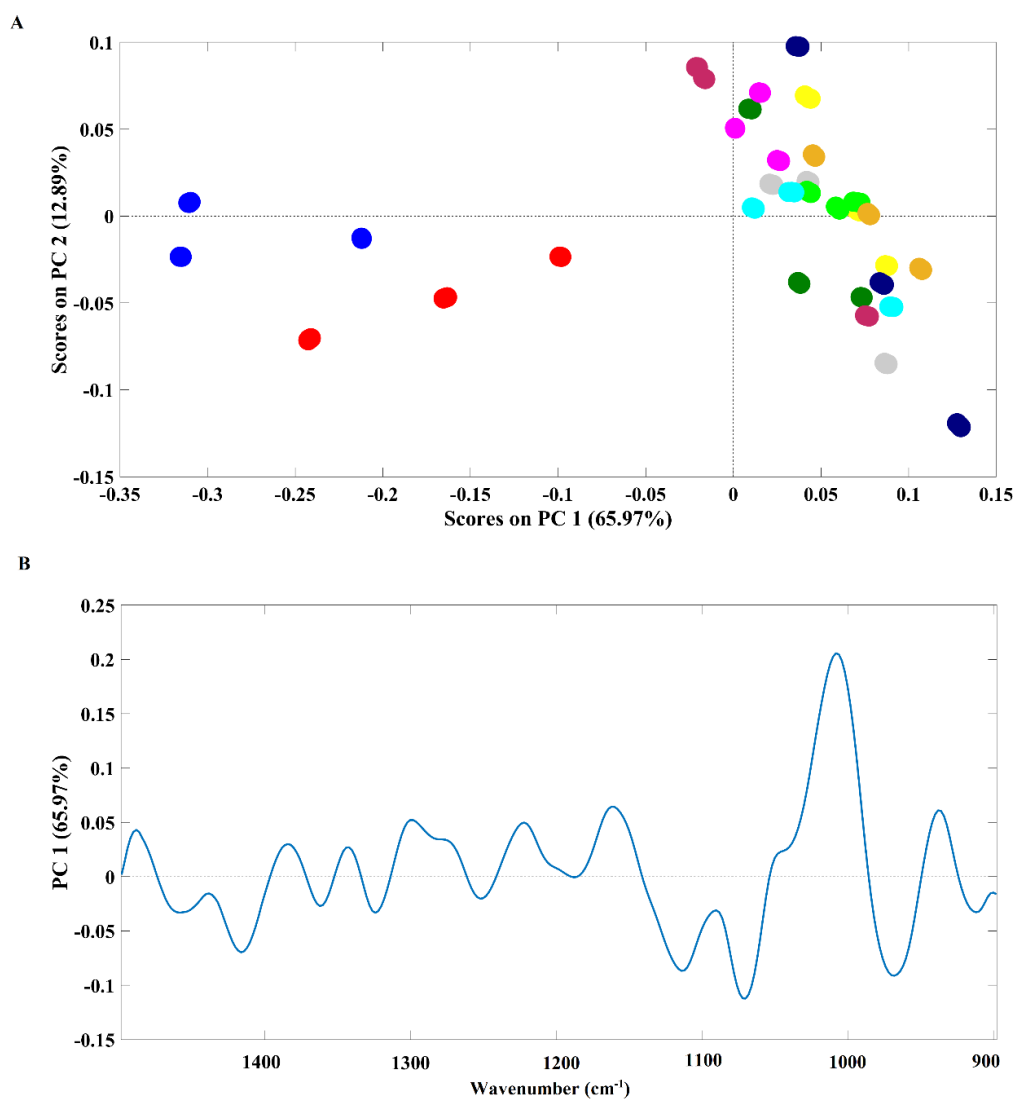 A
0.1
0.05
0
-0.05
-0.1
-0.15
Scores on PC 2 (12.89%)
-0.35 -0.3 -0.25 -0.2 -0.15 -0.1 -0.05 0 0.05 0.1 0.15
Scores on PC 1 (65.97%)
B
0.25
0.2
0.15
0.1
0.05
0
-0.05
-0.1
-0.15
PC 1 (65.97%)
1400 1300 1200 1100 1000 900
Wavenumber (cm-1)